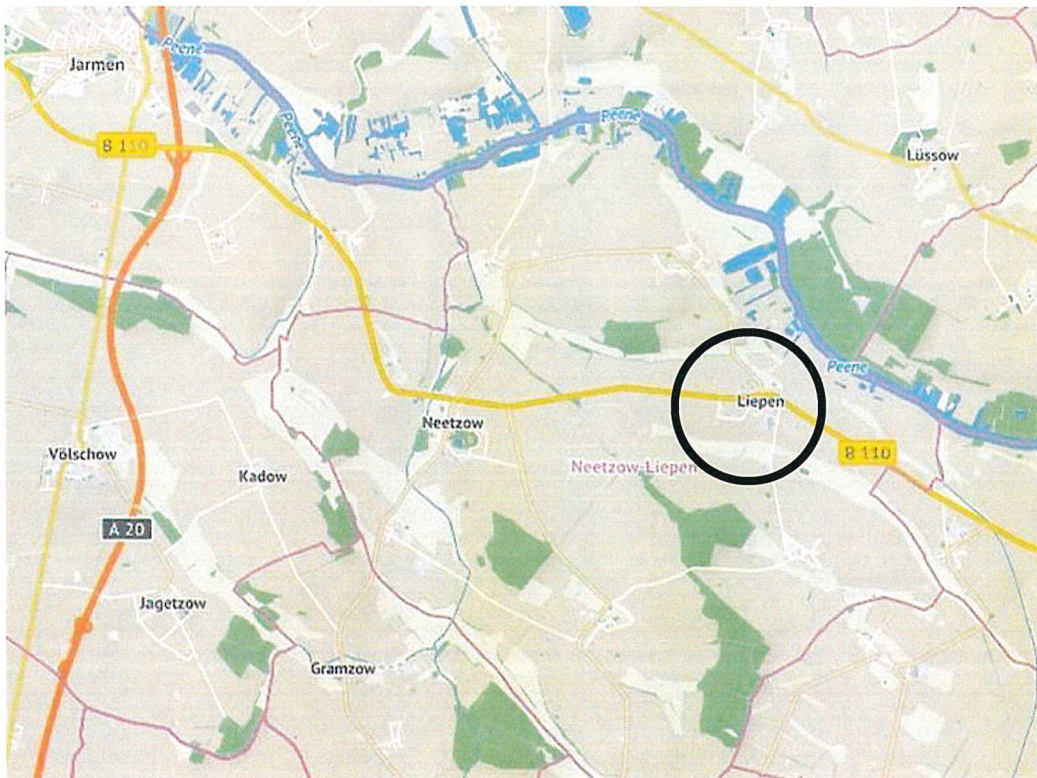 Peene
Jarmen
Peene
Peene
B 110
Lüssow
Peene
Liepen
Neetzow
B 110
Völschow
Neetzow-Liepen
Kadow
A 20
Jagetzow
Gramzow